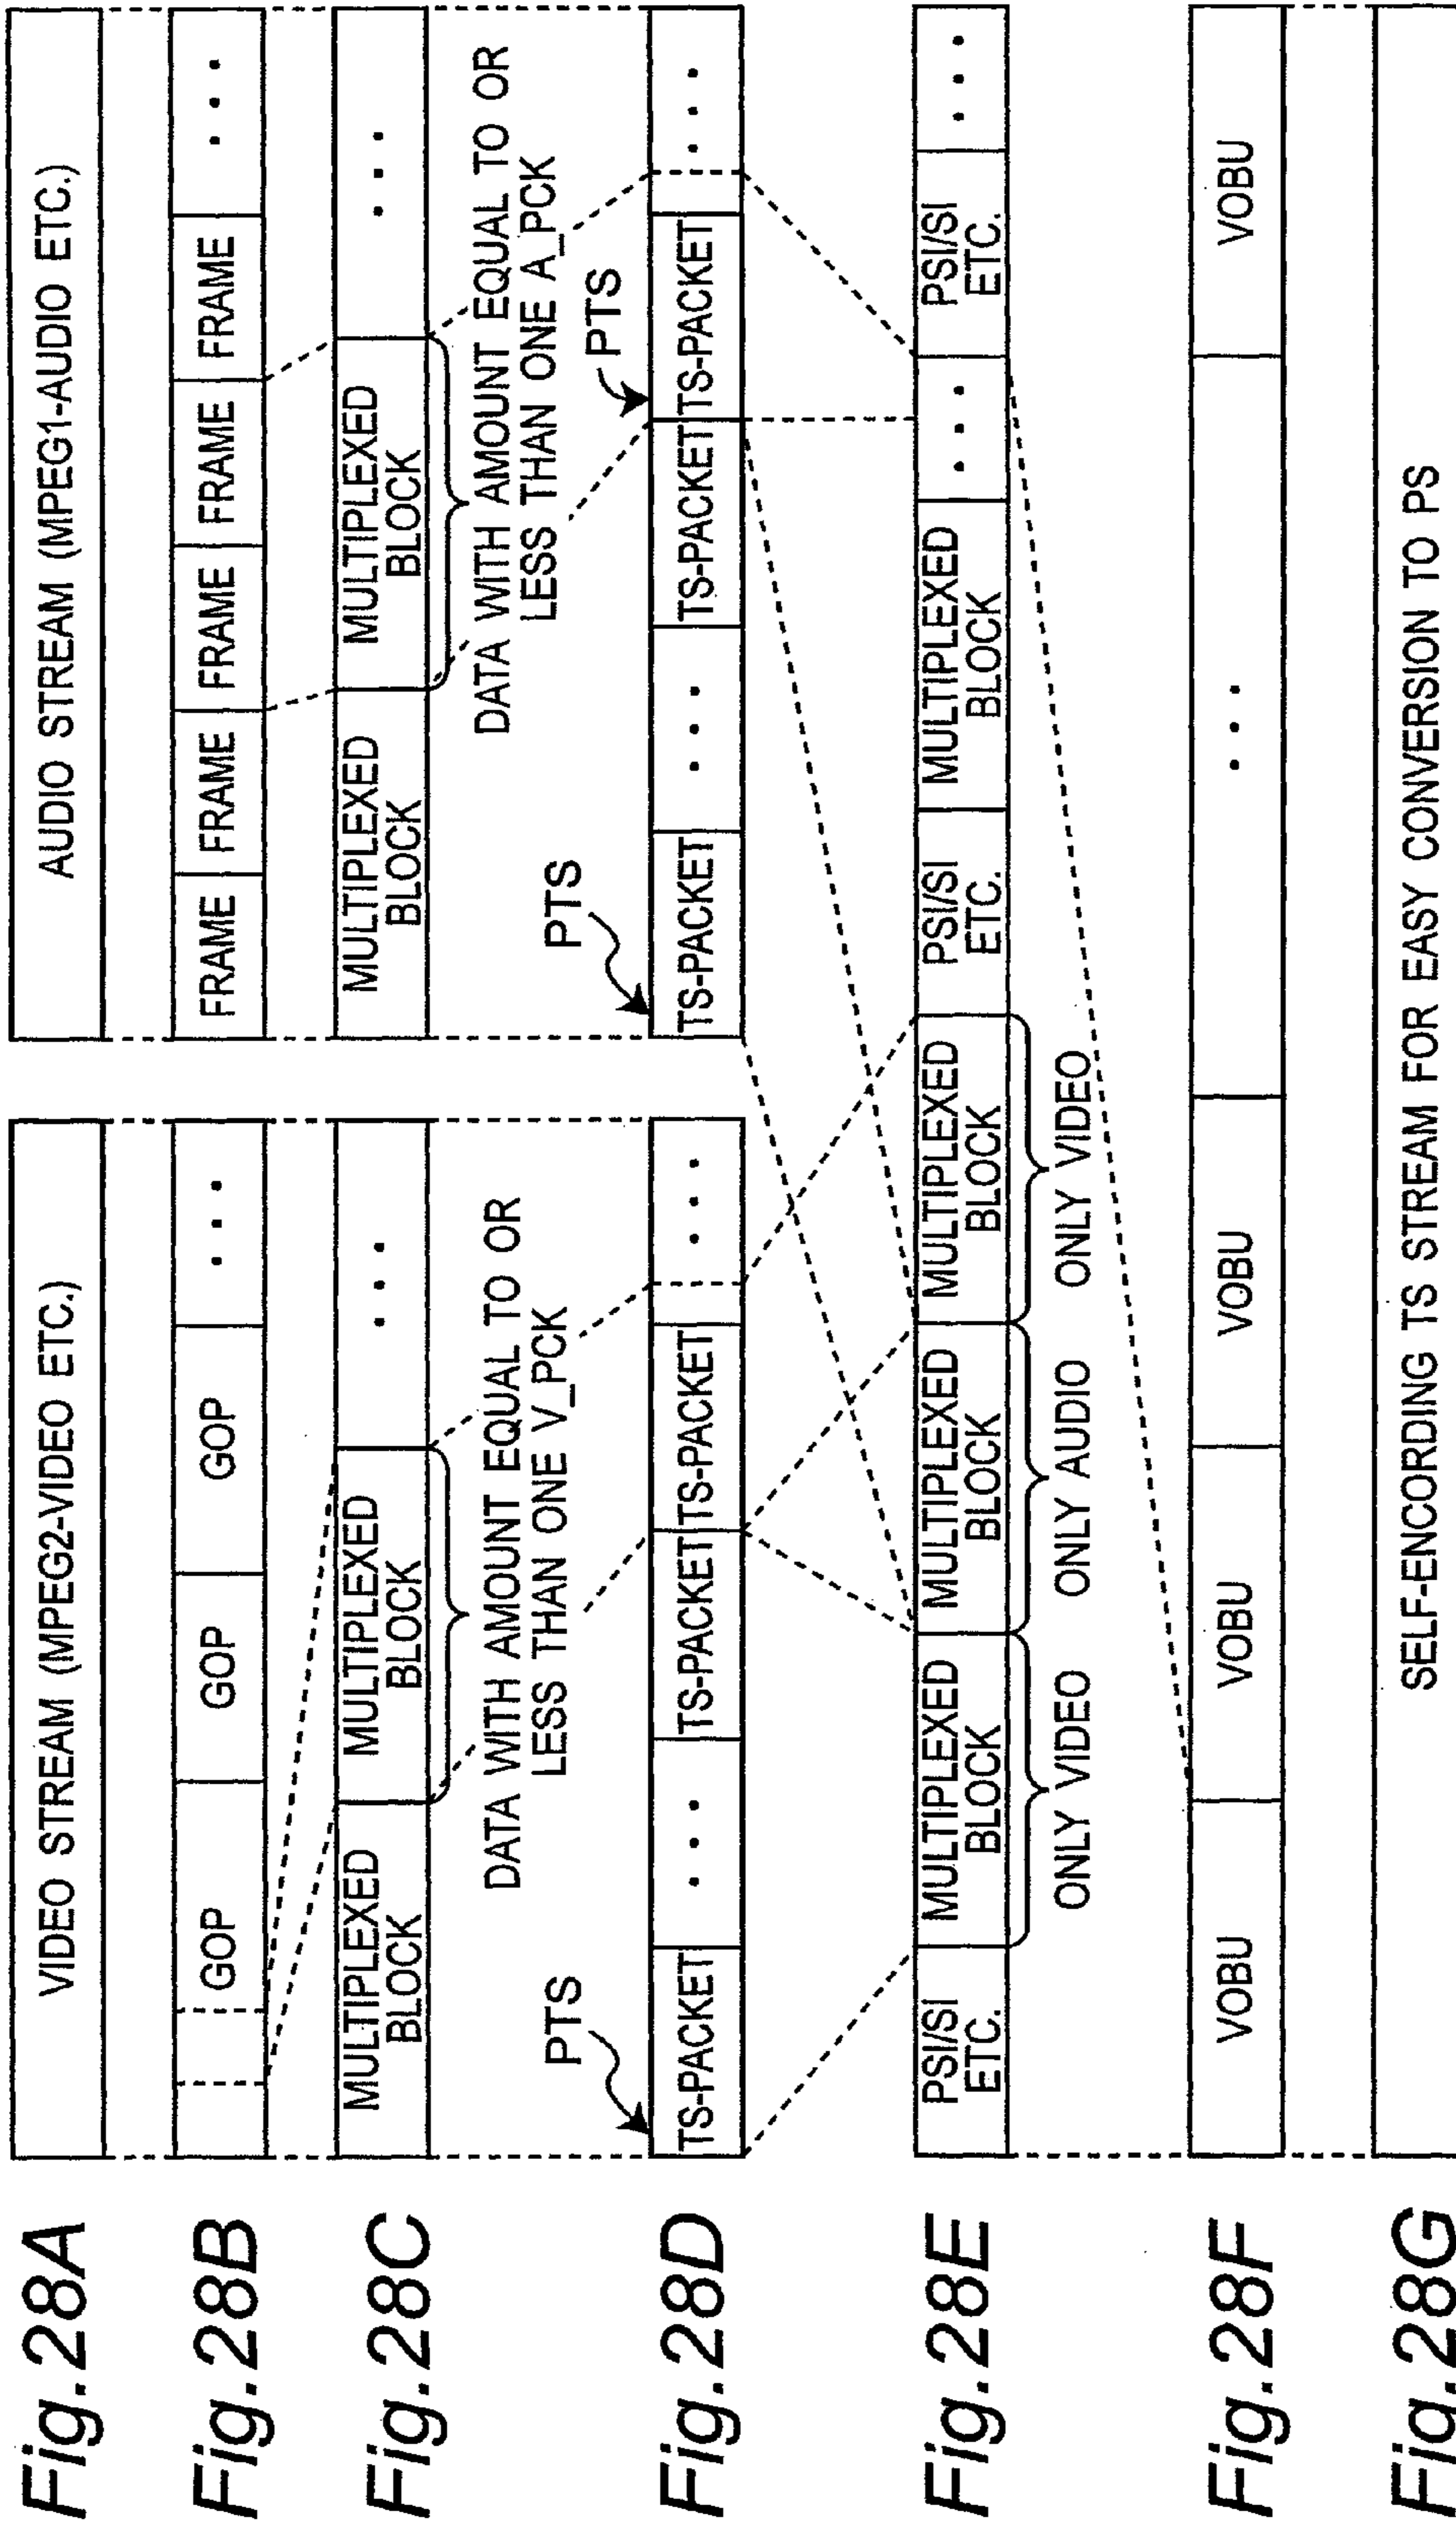 Fig. 28A
VIDEO STREAM (MPEG2-VIDEO ETC.)
AUDIO STREAM (MPEG1-AUDIO ETC.)
Fig. 28B
GOP
GOP
GOP
...
FRAME
FRAME
FRAME
FRAME
FRAME
...
Fig. 28C
MULTIPLEXED
BLOCK
MULTIPLEXED
BLOCK
...
MULTIPLEXED
BLOCK
MULTIPLEXED
BLOCK
...
DATA WITH AMOUNT EQUAL TO OR
LESS THAN ONE V_PCK
DATA WITH AMOUNT EQUAL TO OR
LESS THAN ONE A_PCK
PTS
PTS
PTS
Fig. 28D
TS-PACKET
...
TS-PACKET
TS-PACKET
...
TS-PACKET
...
TS-PACKET
TS-PACKET
...
Fig. 28E
PSI/SI
ETC.
MULTIPLEXED
BLOCK
MULTIPLEXED
BLOCK
MULTIPLEXED
BLOCK
PSI/SI
ETC.
MULTIPLEXED
BLOCK
...
PSI/SI
ETC.
...
ONLY VIDEO
ONLY AUDIO
ONLY VIDEO
Fig. 28F
VOBU
VOBU
VOBU
...
VOBU
Fig. 28G
SELF-ENCORDING TS STREAM FOR EASY CONVERSION TO PS